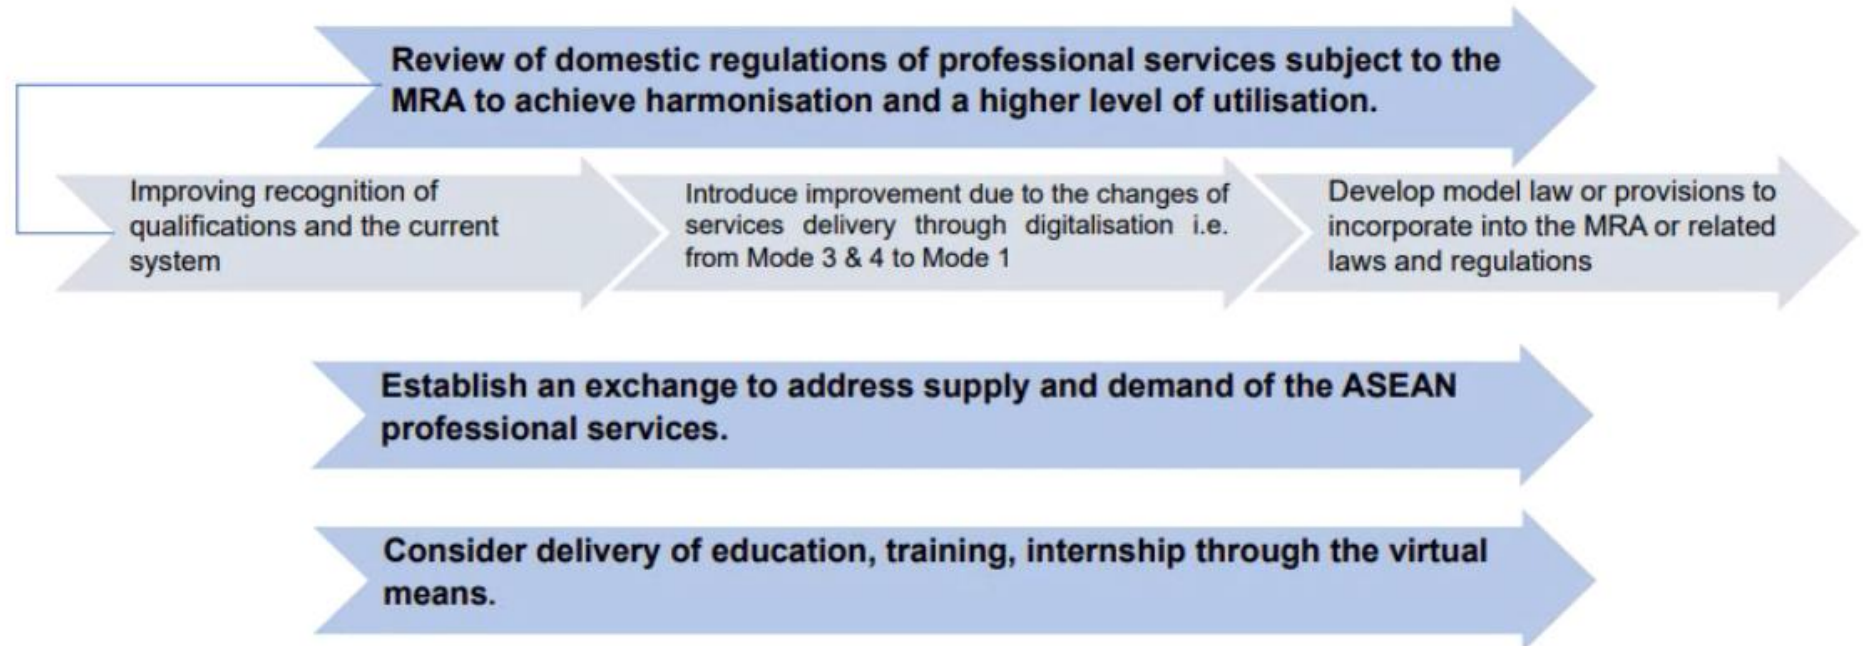 Review of domestic regulations of professional services subject to the
MRA to achieve harmonisation and a higher level of utilisation.
Improving recognition of
qualifications and the current
system
Introduce improvement due to the changes of
services delivery through digitalisation i.e.
from Mode 3 & 4 to Mode 1
Develop model law or provisions to
incorporate into the MRA or related
laws and regulations
Establish an exchange to address supply and demand of the ASEAN
professional services.
Consider delivery of education, training, internship through the virtual
means.